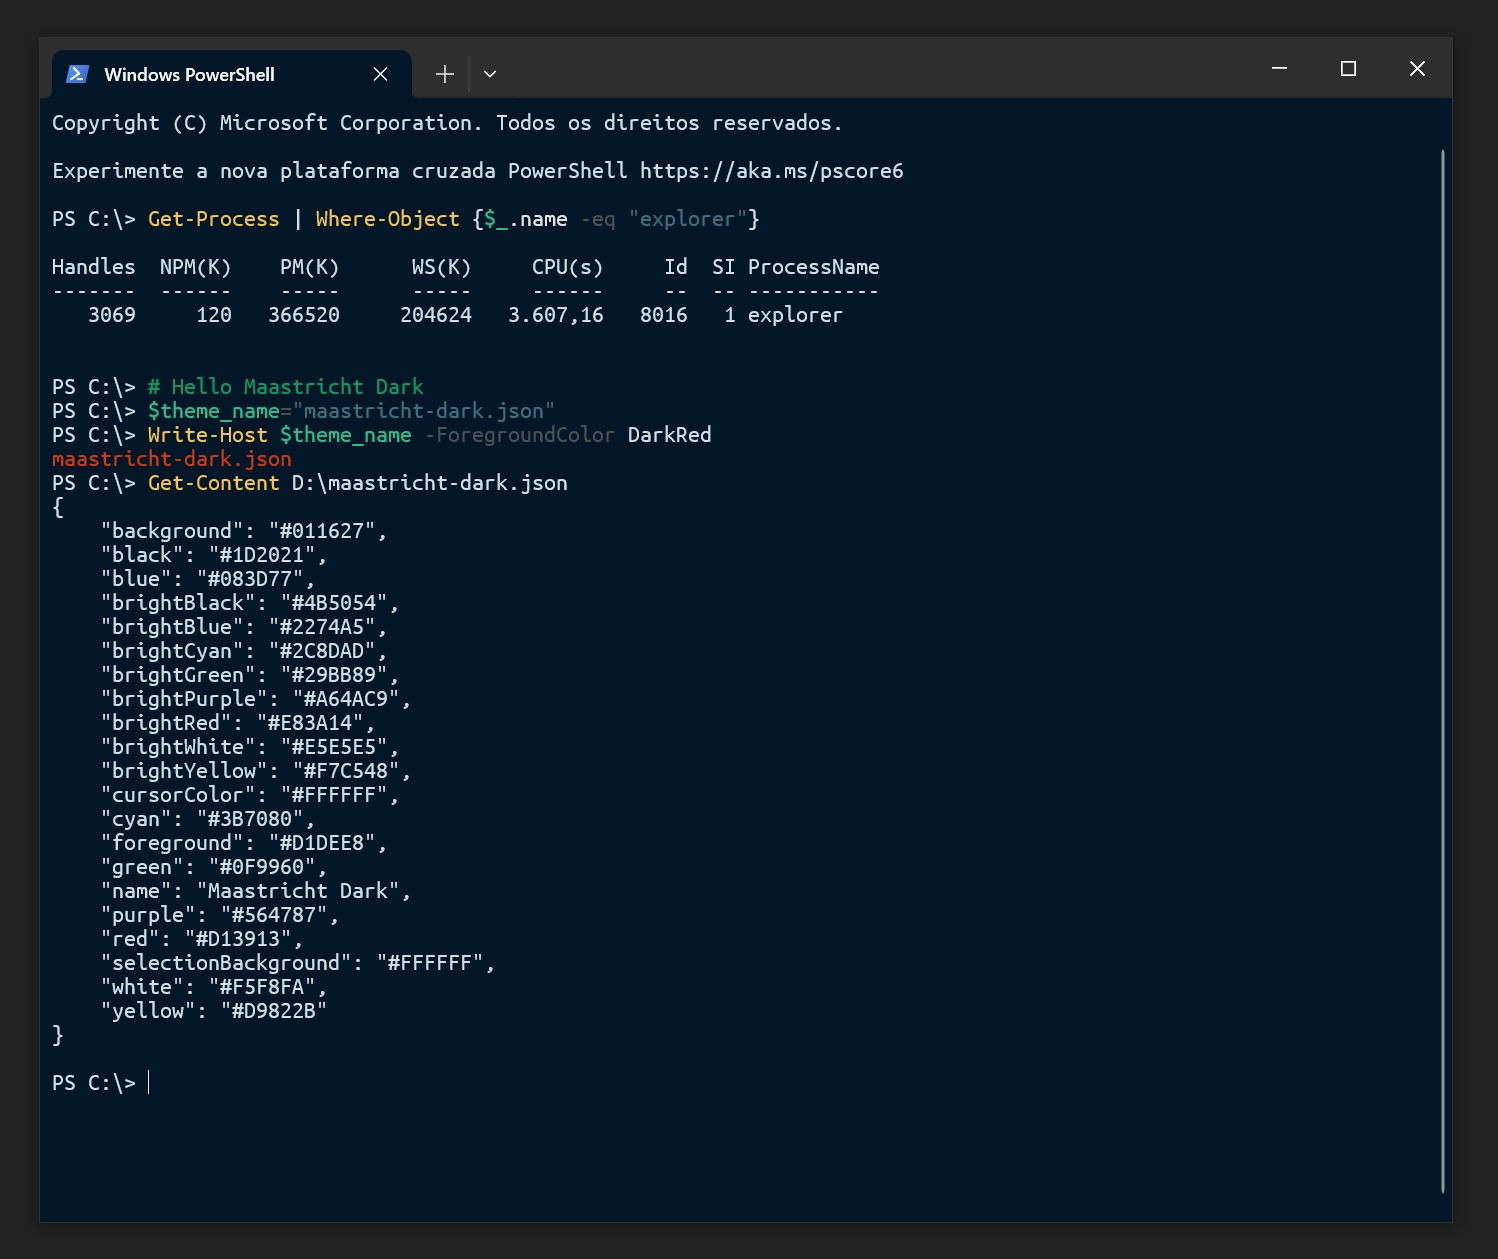 Windows PowerShell
Copyright (C) Microsoft Corporation. Todos os direitos reservados.
Experimente a nova plataforma cruzada PowerShell https://aka.ms/pscore6
PS C:\> Get-Process | Where-Object {$_.name -eq "explorer"}
Handles  NPM(K)    PM(K)      WS(K)     CPU(s)     Id  SI ProcessName
-------  ------    -----      -----     ------     --  -- -----------
   3069     120   366520     204624   3.607,16   8016   1 explorer
PS C:\> # Hello Maastricht Dark
PS C:\> $theme_name="maastricht-dark.json"
PS C:\> Write-Host $theme_name -ForegroundColor DarkRed
maastricht-dark.json
PS C:\> Get-Content D:\maastricht-dark.json
{
    "background": "#011627",
    "black": "#1D2021",
    "blue": "#083D77",
    "brightBlack": "#4B5054",
    "brightBlue": "#2274A5",
    "brightCyan": "#2C8DAD",
    "brightGreen": "#29BB89",
    "brightPurple": "#A64AC9",
    "brightRed": "#E83A14",
    "brightWhite": "#E5E5E5",
    "brightYellow": "#F7C548",
    "cursorColor": "#FFFFFF",
    "cyan": "#3B7080",
    "foreground": "#D1DEE8",
    "green": "#0F9960",
    "name": "Maastricht Dark",
    "purple": "#564787",
    "red": "#D13913",
    "selectionBackground": "#FFFFFF",
    "white": "#F5F8FA",
    "yellow": "#D9822B"
}
PS C:\>